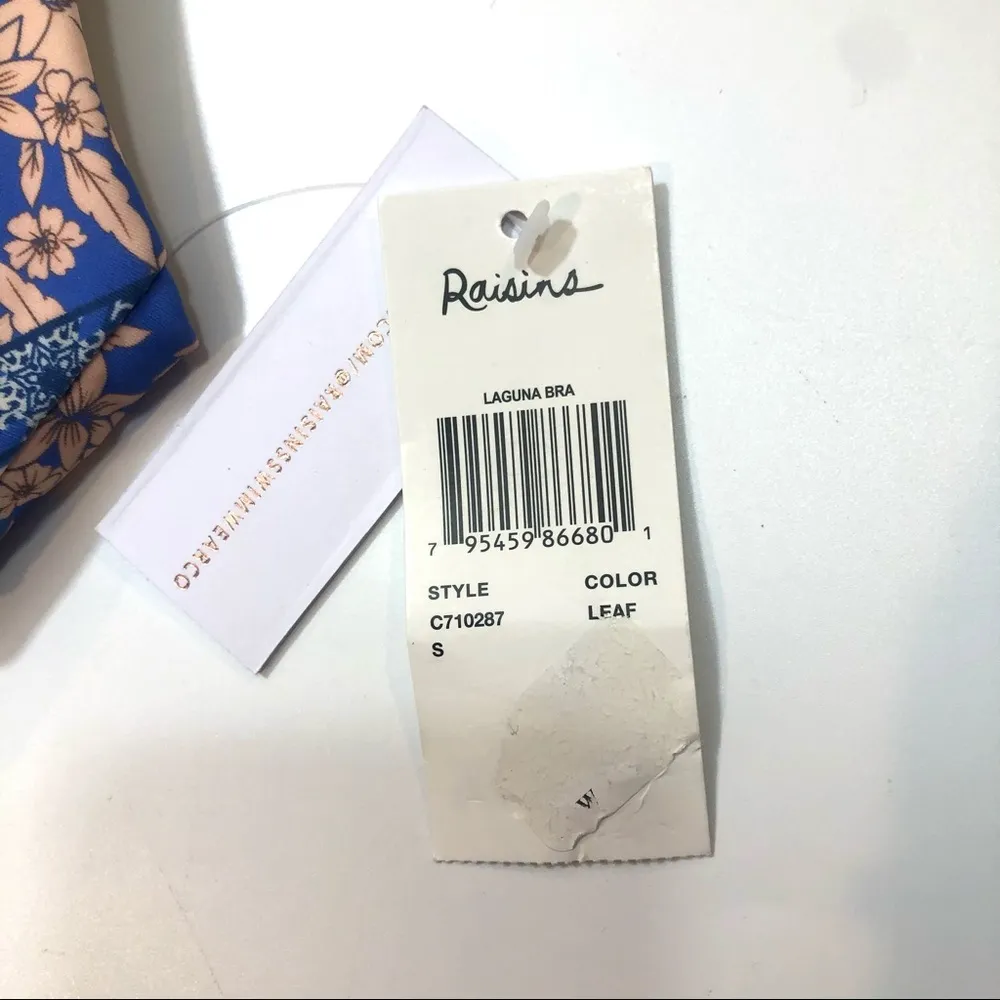 Raisins
LAGUNA BRA
7 95459 86680 1
STYLE COLOR
C710287 LEAF
S
W
.COM/@RAISINSSWIMWEARCO